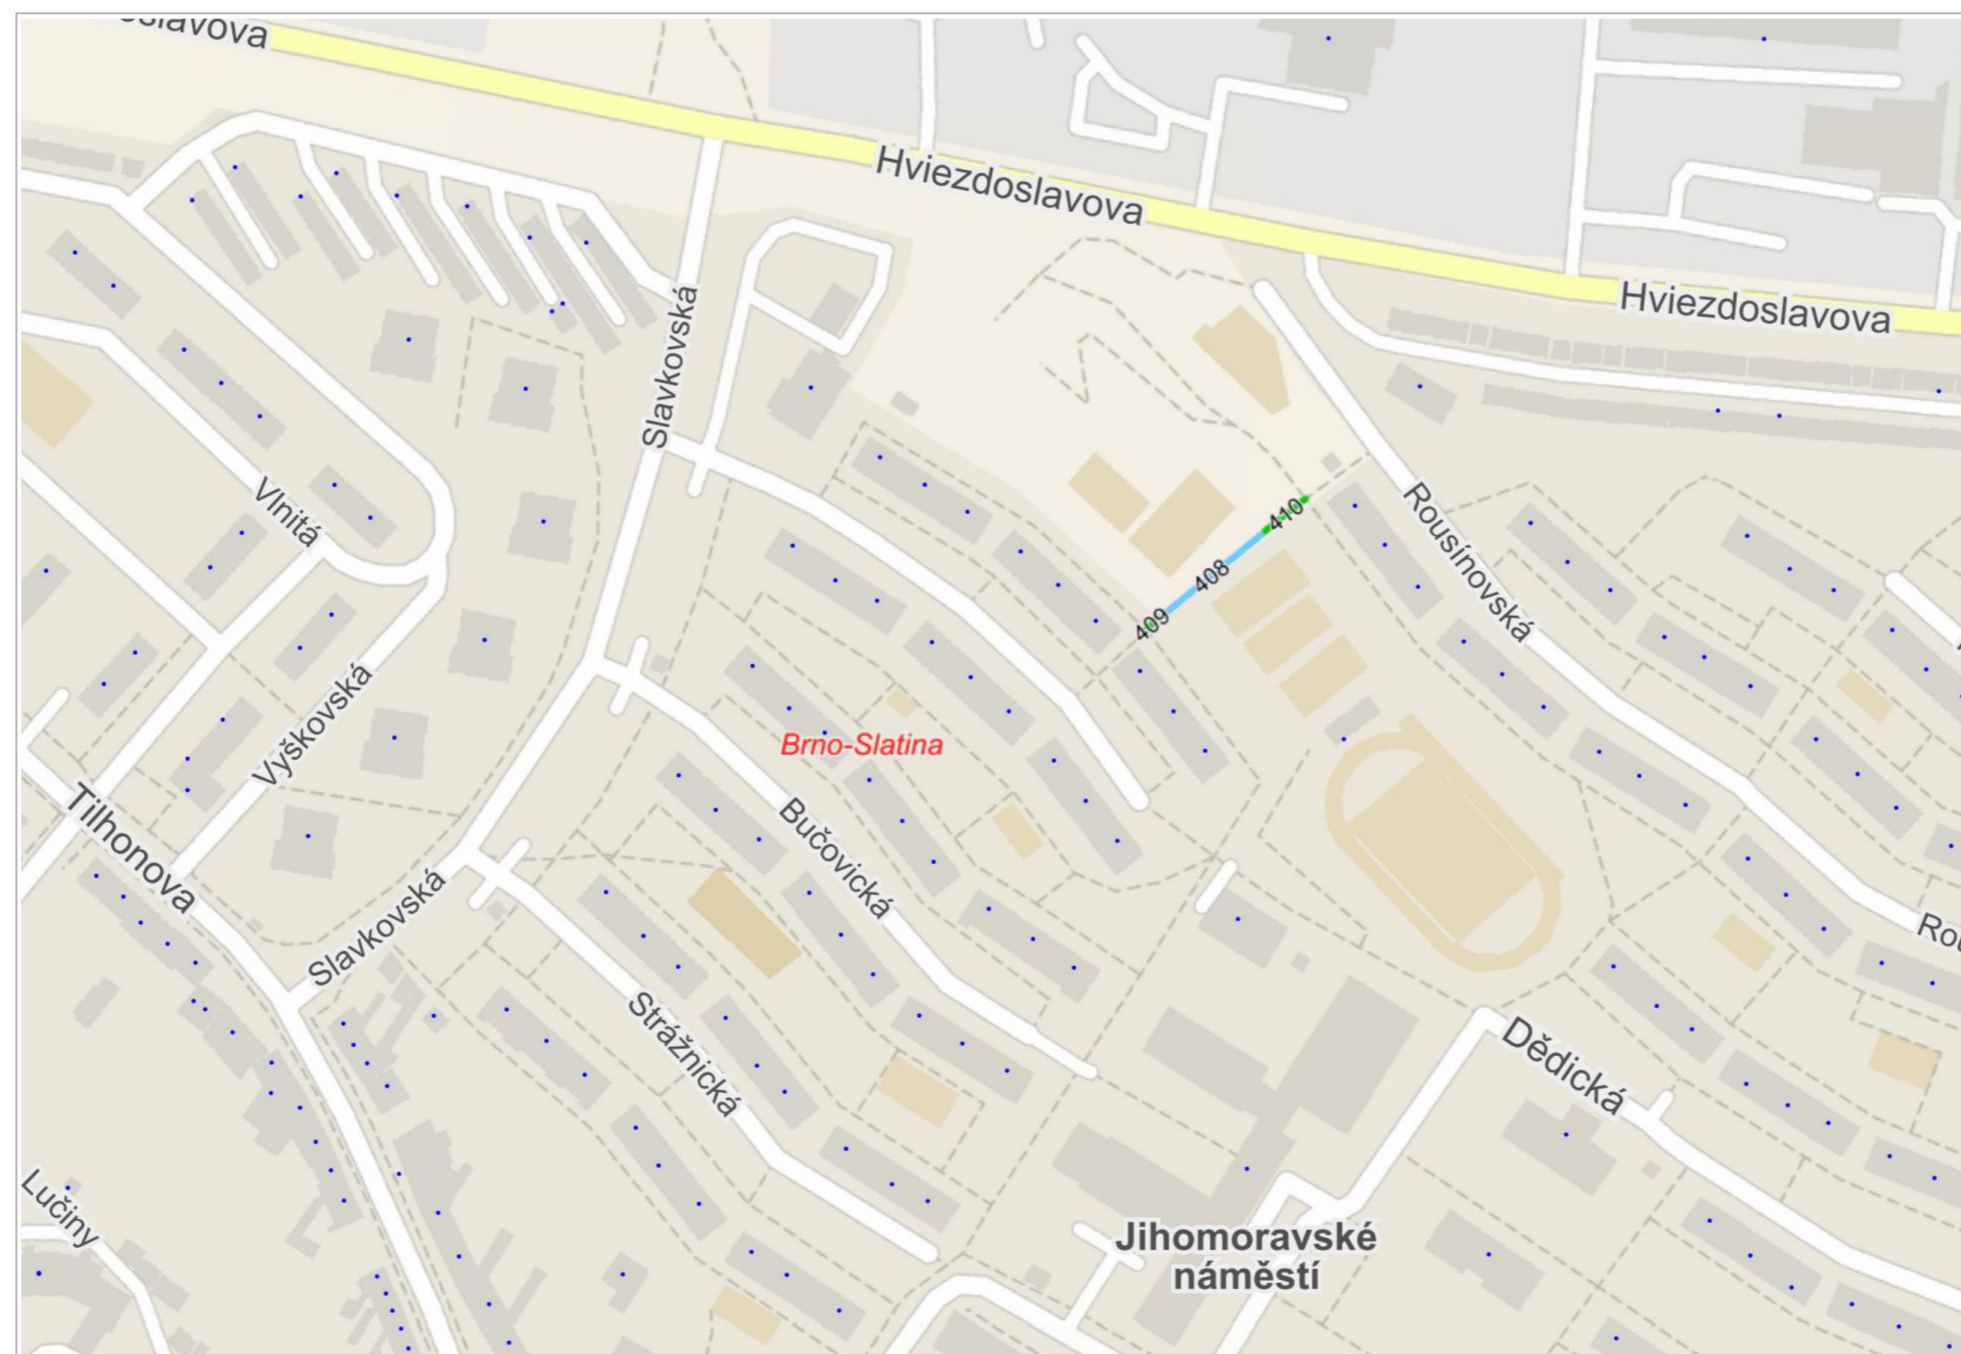 Hviezdoslavova
Hviezdoslavova
Slavkovská
Vlnitá
Rousínovská
410
408
409
Vyškovská
Brno-Slatina
Tilhonova
Bučovická
Slavkovská
Strážnická
Dědická
Lučiny
Jihomoravské
náměstí